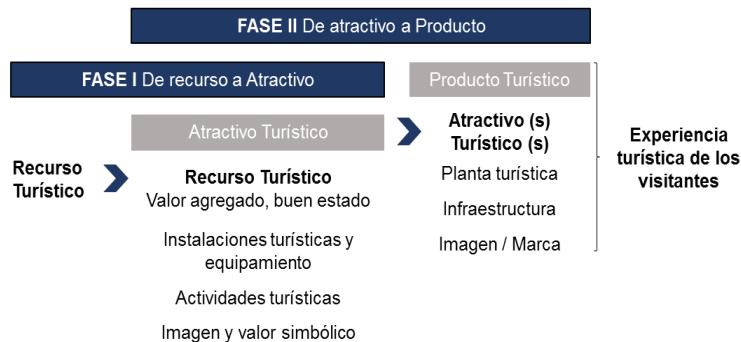 FASE II De atractivo a Producto
FASE I De recurso a Atractivo
Producto Turístico
Atractivo Turístico
Atractivo (s)
Turístico (s)
Recurso
Turístico
Recurso Turístico
Valor agregado, buen estado
Instalaciones turísticas y
equipamiento
Actividades turísticas
Imagen y valor simbólico
Planta turística
Infraestructura
Imagen / Marca
Experiencia
turística de los
visitantes